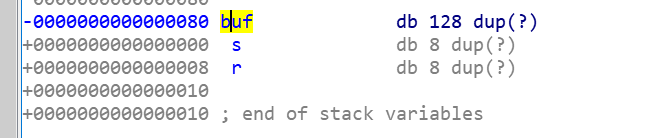 -0000000000000080 buf db 128 dup(?)
+0000000000000000 s db 8 dup(?)
+0000000000000008 r db 8 dup(?)
+0000000000000010
+0000000000000010 ; end of stack variables